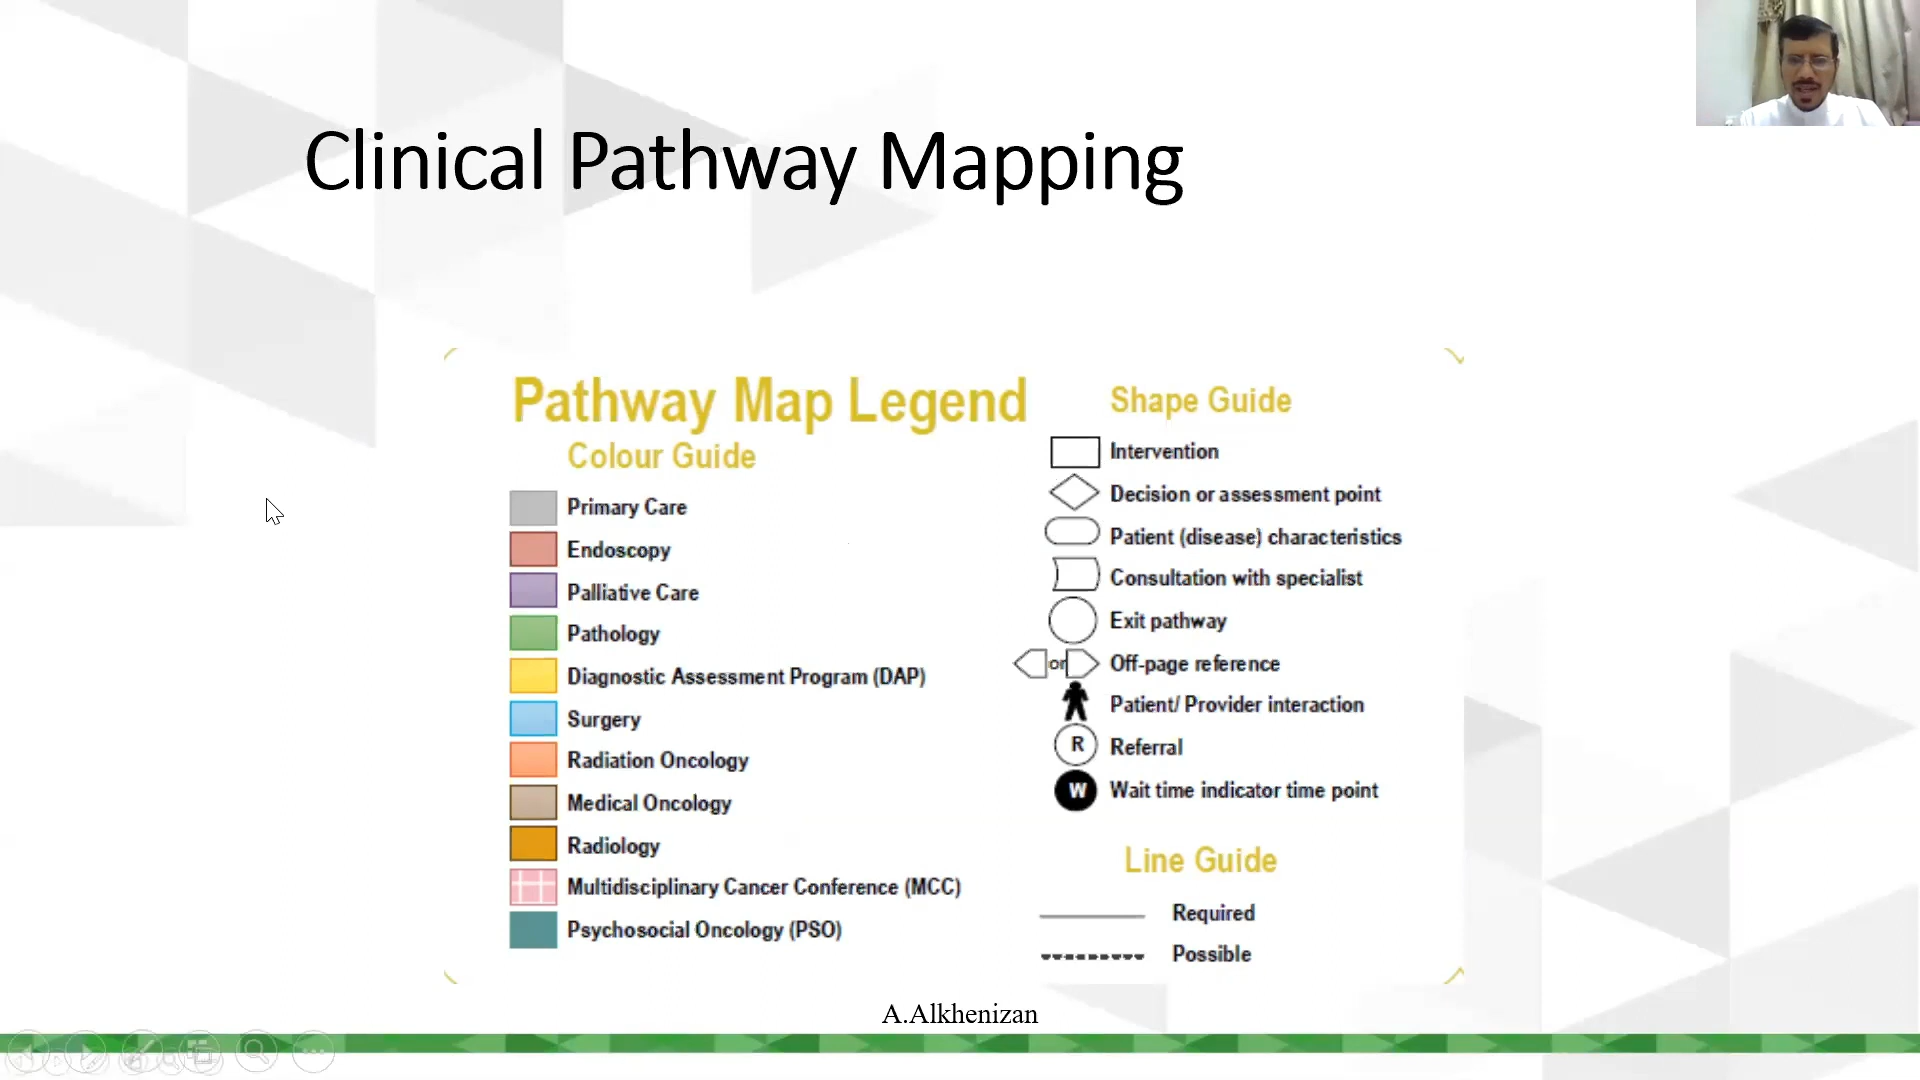 Clinical Pathway Mapping
Pathway Map Legend
Colour Guide
Primary Care
Endoscopy
Palliative Care
Pathology
Diagnostic Assessment Program (DAP)
Surgery
Radiation Oncology
Medical Oncology
Radiology
Multidisciplinary Cancer Conference (MCC)
Psychosocial Oncology (PSO)
Shape Guide
Intervention
Decision or assessment point
Patient (disease) characteristics
Consultation with specialist
Exit pathway
or Off-page reference
Patient/ Provider interaction
R Referral
W Wait time indicator time point
Line Guide
Required
Possible
A.Alkhenizan